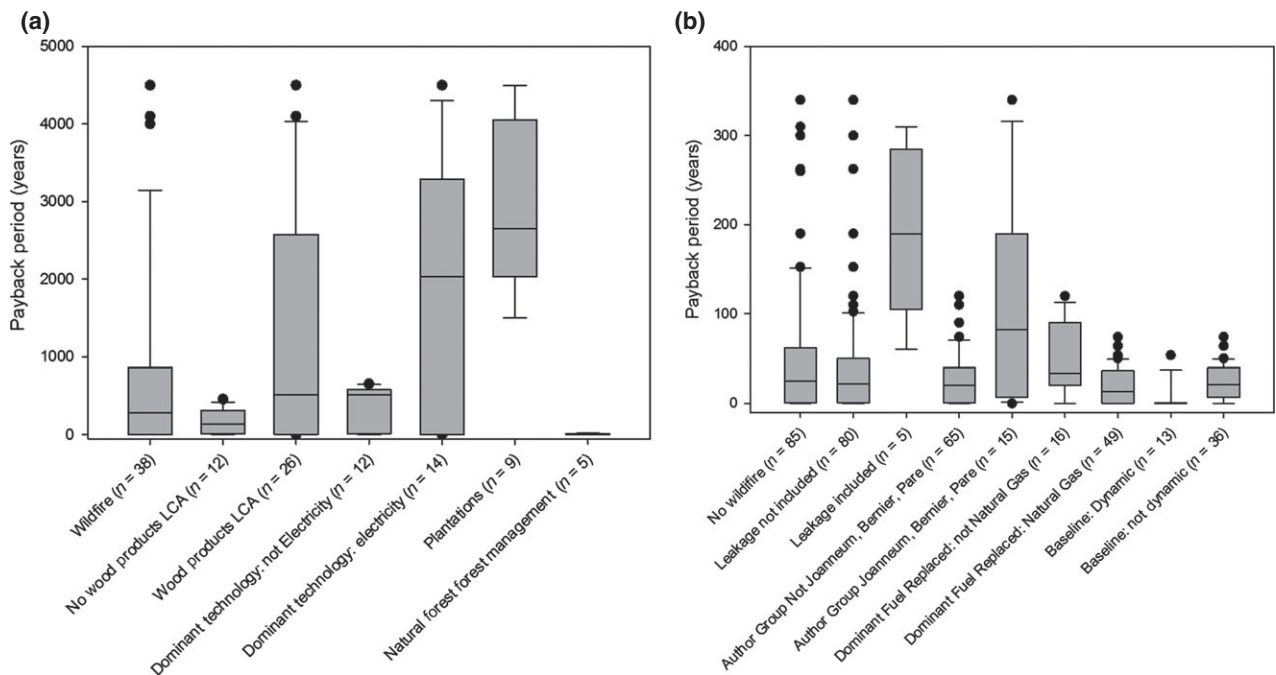 (a)
5000
4000
3000
2000
1000
0
Payback period (years)
Wildfire (n = 38)
No wood products LCA (n = 12)
Wood products LCA (n = 26)
Dominant technology: not Electricity (n = 12)
Dominant technology: electricity (n = 14)
Plantations (n = 9)
Natural forest forest management (n = 5)
(b)
400
300
200
100
0
Payback period (years)
No wildifire (n = 85)
Leakage not included (n = 80)
Leakage included (n = 5)
Author Group Not Joanneum, Bernier, Pare (n = 65)
Author Group Joanneum, Bernier, Pare (n = 15)
Dominant Fuel Replaced: not Natural Gas (n = 16)
Dominant Fuel Replaced: Natural Gas (n = 49)
Baseline: Dynamic (n = 13)
Baseline: not dynamic (n = 36)